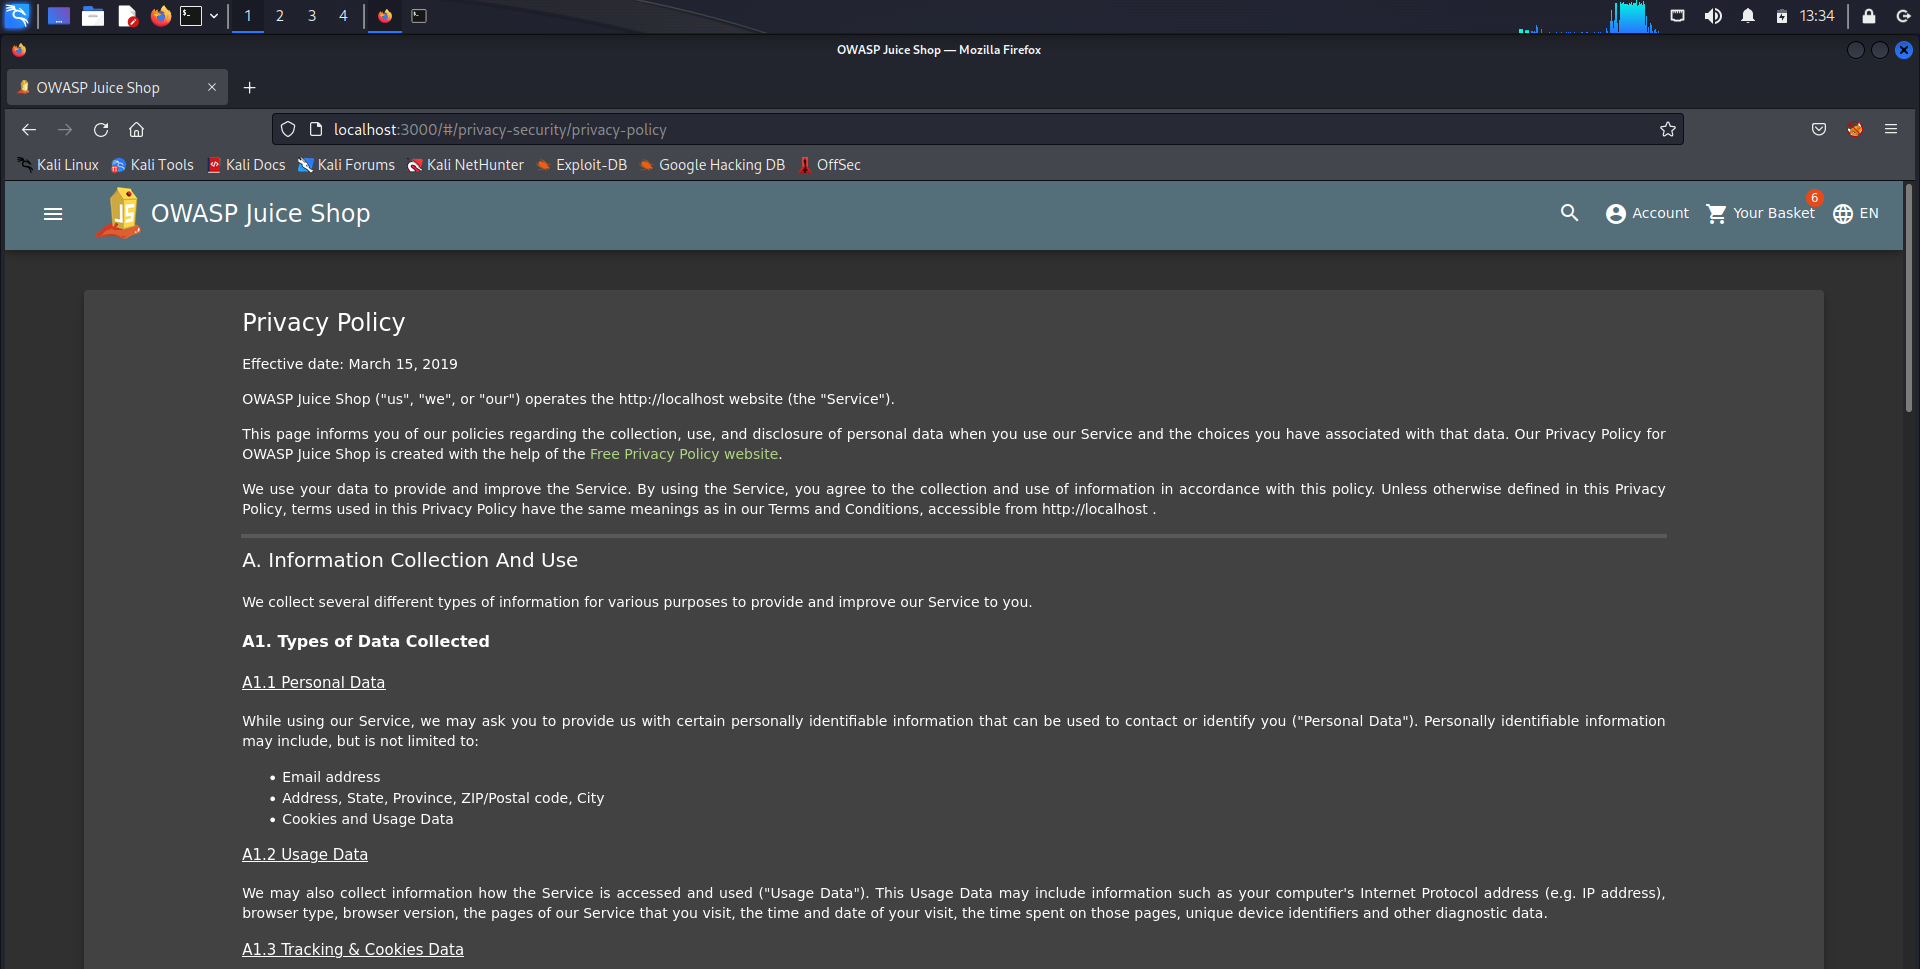 1 2 3 4 13:34
OWASP Juice Shop — Mozilla Firefox
OWASP Juice Shop
localhost:3000/#/privacy-security/privacy-policy
Kali Linux Kali Tools Kali Docs Kali Forums Kali NetHunter Exploit-DB Google Hacking DB OffSec
JS OWASP Juice Shop Account Your Basket 6 EN
Privacy Policy
Effective date: March 15, 2019
OWASP Juice Shop ("us", "we", or "our") operates the http://localhost website (the "Service").
This page informs you of our policies regarding the collection, use, and disclosure of personal data when you use our Service and the choices you have associated with that data. Our Privacy Policy for
OWASP Juice Shop is created with the help of the Free Privacy Policy website.
We use your data to provide and improve the Service. By using the Service, you agree to the collection and use of information in accordance with this policy. Unless otherwise defined in this Privacy
Policy, terms used in this Privacy Policy have the same meanings as in our Terms and Conditions, accessible from http://localhost .
A. Information Collection And Use
We collect several different types of information for various purposes to provide and improve our Service to you.
A1. Types of Data Collected
A1.1 Personal Data
While using our Service, we may ask you to provide us with certain personally identifiable information that can be used to contact or identify you ("Personal Data"). Personally identifiable information
may include, but is not limited to:
• Email address
• Address, State, Province, ZIP/Postal code, City
• Cookies and Usage Data
A1.2 Usage Data
We may also collect information how the Service is accessed and used ("Usage Data"). This Usage Data may include information such as your computer's Internet Protocol address (e.g. IP address),
browser type, browser version, the pages of our Service that you visit, the time and date of your visit, the time spent on those pages, unique device identifiers and other diagnostic data.
A1.3 Tracking & Cookies Data